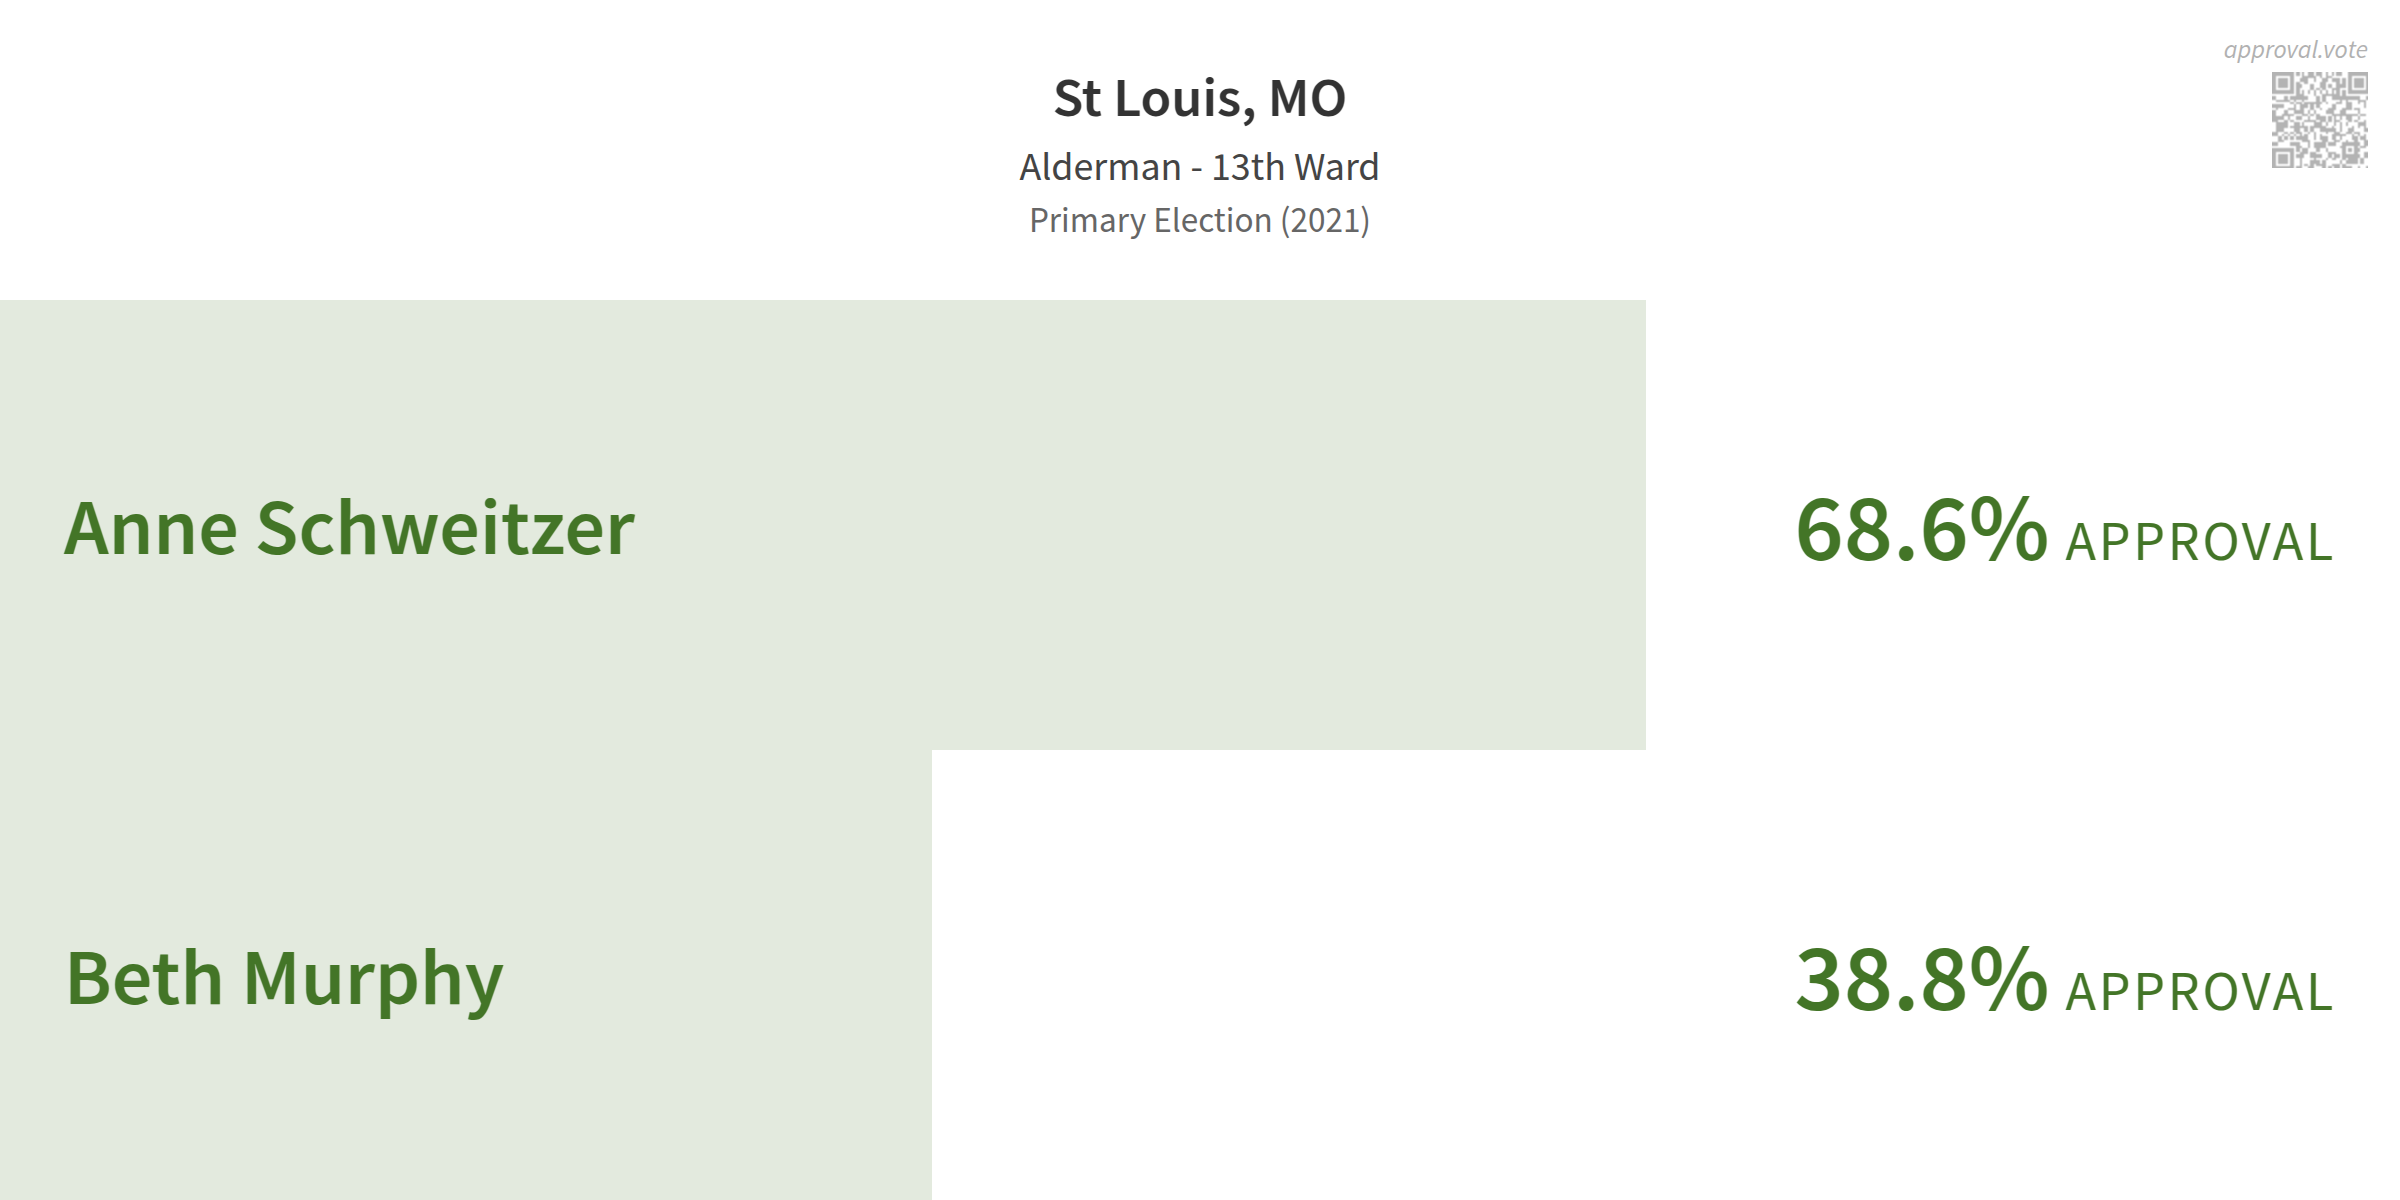 approval.vote
St Louis, MO
Alderman - 13th Ward
Primary Election (2021)
Anne Schweitzer
68.6% APPROVAL
Beth Murphy
38.8% APPROVAL